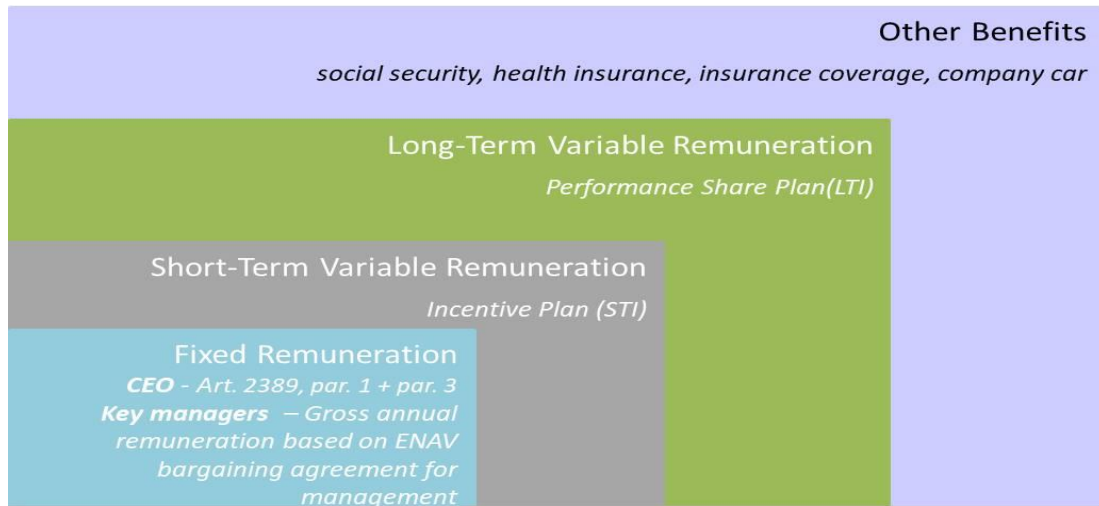 Other Benefits
social security, health insurance, insurance coverage, company car
Long-Term Variable Remuneration
Performance Share Plan(LTI)
Short-Term Variable Remuneration
Incentive Plan (STI)
Fixed Remuneration
CEO - Art. 2389, par. 1 + par. 3
Key managers – Gross annual
remuneration based on ENAV
bargaining agreement for
management